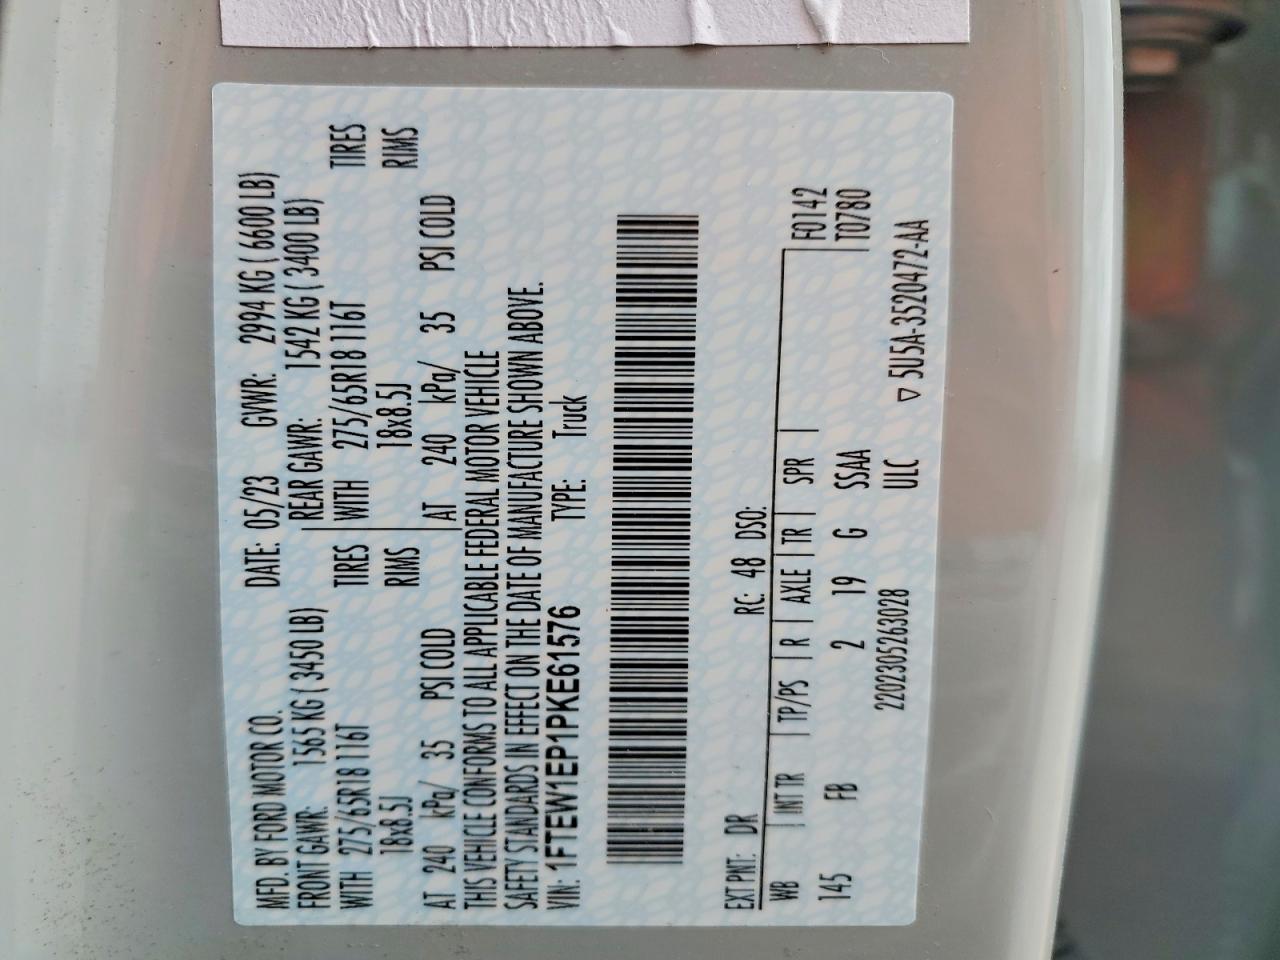 MFD. BY FORD MOTOR CO. DATE: 05/23 GVWR: 2994 KG ( 6600 LB)
FRONT GAWR: 1565 KG ( 3450 LB) REAR GAWR: 1542 KG ( 3400 LB)
WITH 275/65R18 116T TIRES WITH 275/65R18 116T TIRES
18x8.5J RIMS 18x8.5J RIMS
AT 240 kPa/ 35 PSI COLD AT 240 kPa/ 35 PSI COLD
THIS VEHICLE CONFORMS TO ALL APPLICABLE FEDERAL MOTOR VEHICLE
SAFETY STANDARDS IN EFFECT ON THE DATE OF MANUFACTURE SHOWN ABOVE.
VIN: 1FTEW1EP1PKE61576 TYPE: Truck
EXT PNT: DR RC: 48 DSO:
WB INT TR TP/PS R AXLE TR SPR F0142
145 FB 2 19 G SSAA T0780
2202305263028 ULC ▽ 5U5A-3520472-AA